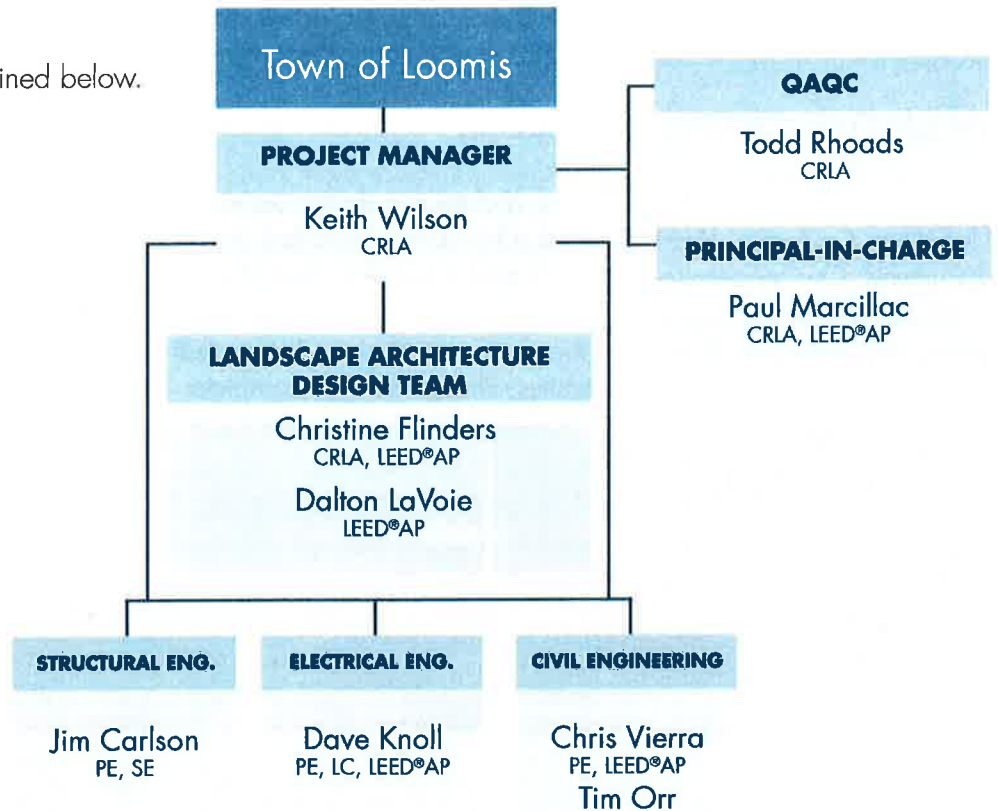 ined below.
Town of Loomis
PROJECT MANAGER
Keith Wilson
CRLA
QAQC
Todd Rhoads
CRLA
PRINCIPAL-IN-CHARGE
Paul Marcillac
CRLA, LEED®AP
LANDSCAPE ARCHITECTURE
DESIGN TEAM
Christine Flinders
CRLA, LEED®AP
Dalton LaVoie
LEED®AP
STRUCTURAL ENG.
Jim Carlson
PE, SE
ELECTRICAL ENG.
Dave Knoll
PE, LC, LEED®AP
CIVIL ENGINEERING
Chris Vierra
PE, LEED®AP
Tim Orr